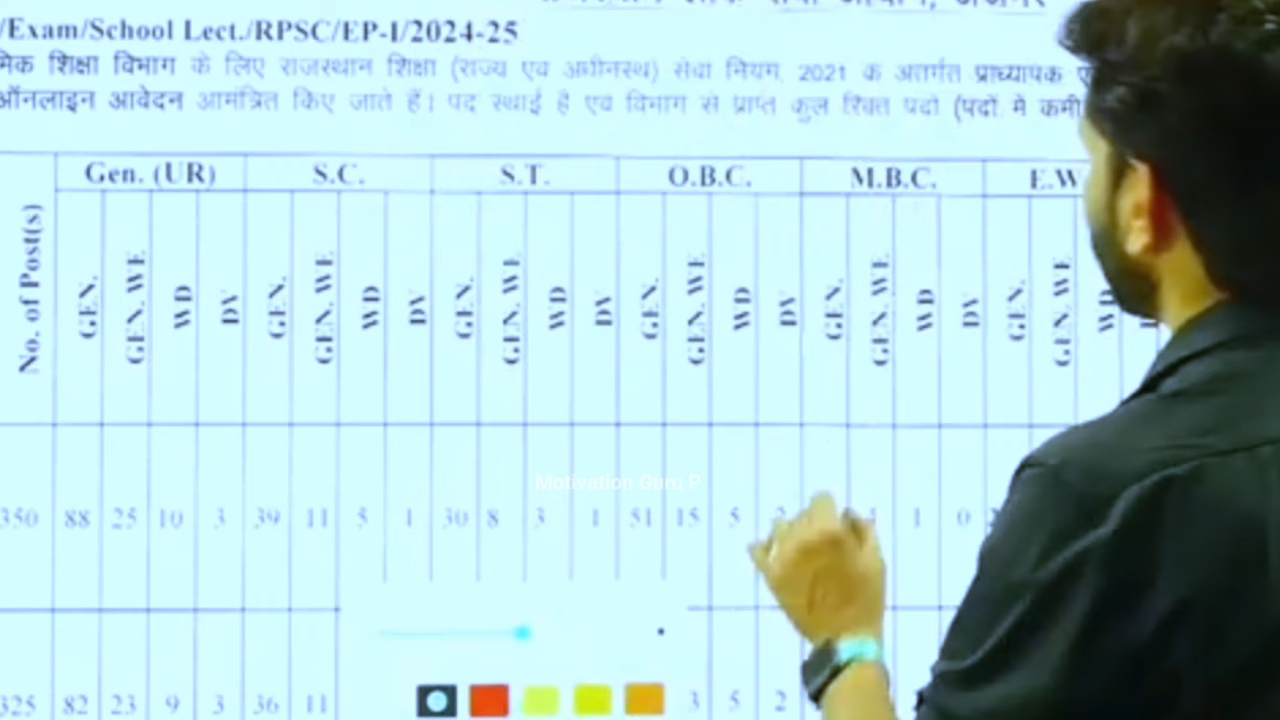 /Exam/School Lect./RPSC/EP-I/2024-25
शिक्षा विभाग के लिए राजस्थान शिक्षा (राज्य एवं अधीनस्थ) सेवा नियम, 2021 के अंतर्गत प्राध्यापक
ऑनलाइन आवेदन आमंत्रित किए जाते हैं। पद स्थाई है एवं विभाग से प्राप्त कुल रिक्त पदों (पदों में कमी
Gen. (UR) S.C. S.T. O.B.C. M.B.C. E.W
No. of Post(s) GEN. GEN. WE WD DV GEN. GEN. WE WD DV GEN. GEN. WE WD DV GEN. GEN. WE WD DV GEN. GEN. WE WD DV GEN. GEN. WE WD
Motivation Guru P
350 88 25 10 3 39 11 5 1 30 8 3 1 51 15 5 1 0
325 82 23 9 3 36 11 3 5 2